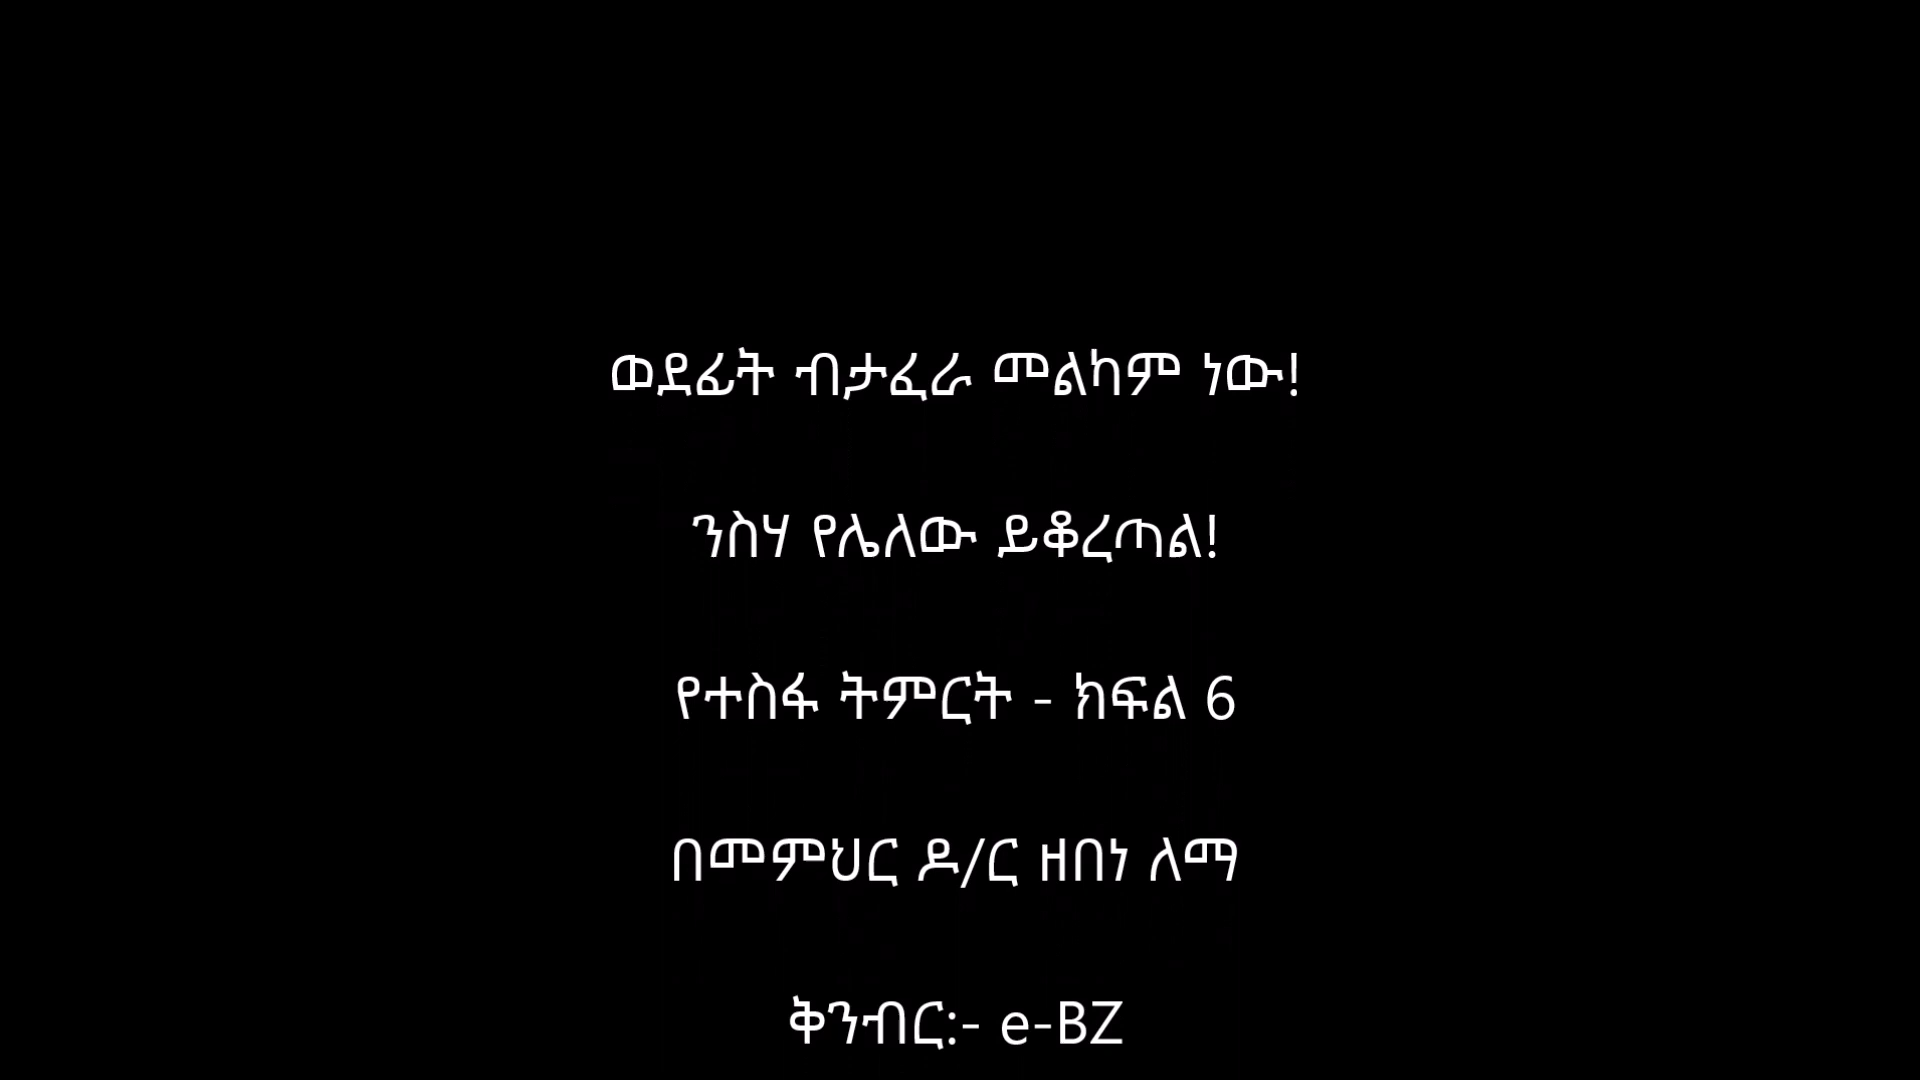 ወደፊት ብታፈራ መልካም ነው!
ንስሃ የሌለው ይቆረጣል!
የተስፋ ትምርት - ክፍል 6
በመምህር ዶ/ር ዘበነ ለማ
ቅንብር:- e-BZ